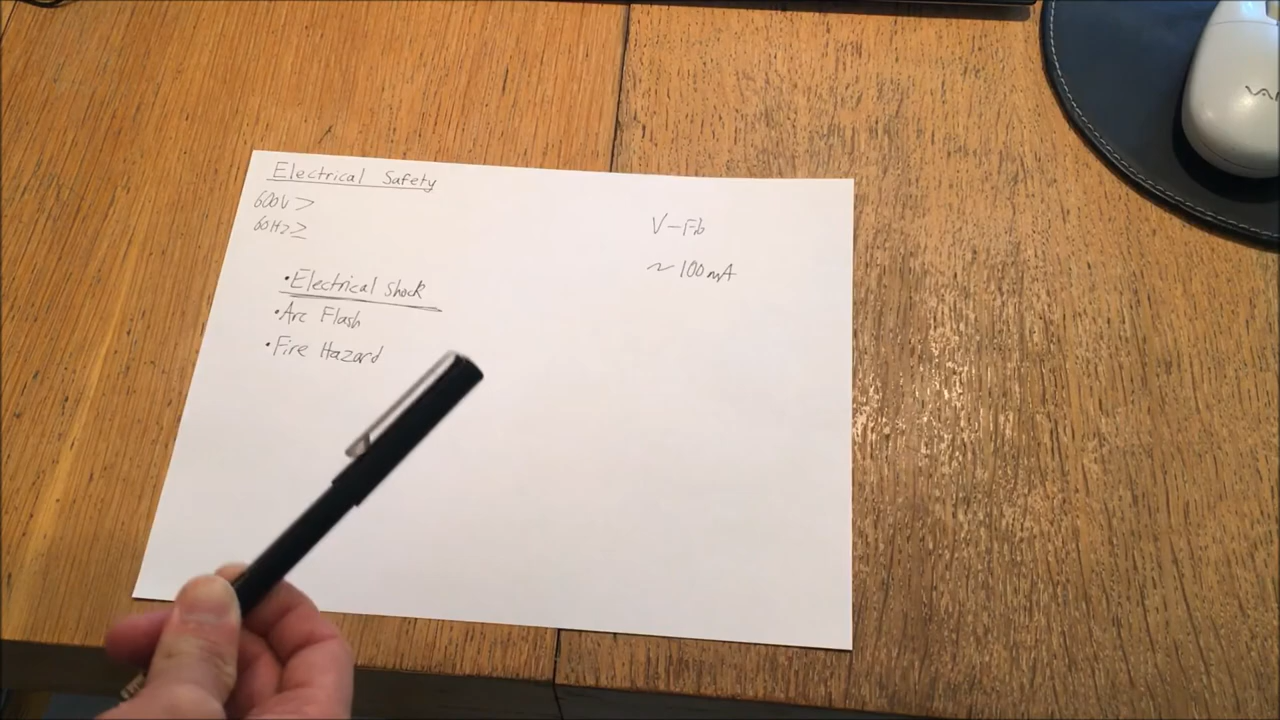 Electrical Safety
600V >
60Hz ≥
• Electrical Shock
• Arc Flash
• Fire Hazard
V-Fib
~ 100mA